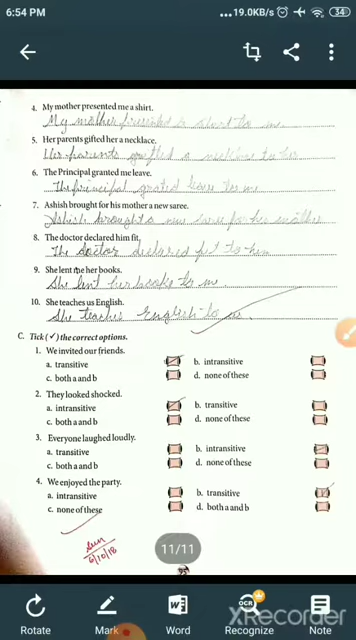 6:54 PM
...19.0KB/s 34
4. My mother presented me a shirt.
My mother presented a shirt to me.
5. Her parents gifted her a necklace.
Her parents gifted a necklace to her
6. The Principal granted me leave.
The principal grated leave to me.
7. Ashish brought for his mother a new saree.
Ashish brought a new saree for his mother
8. The doctor declared him fit.
The doctor declared fit to him.
9. She lent me her books.
She lent her books to me.
10. She teaches us English.
She teaches English to us.
C. Tick (✓) the correct options.
1. We invited our friends.
a. transitive b. intransitive
c. both a and b d. none of these
2. They looked shocked.
a. intransitive b. transitive
c. both a and b d. none of these
3. Everyone laughed loudly.
a. transitive b. intransitive
c. both a and b d. none of these
4. We enjoyed the party.
a. intransitive b. transitive
c. none of these d. both a and b
6/10/18
11/11
W OCR
Rotate Mark Word Recognize Note
XRecorder